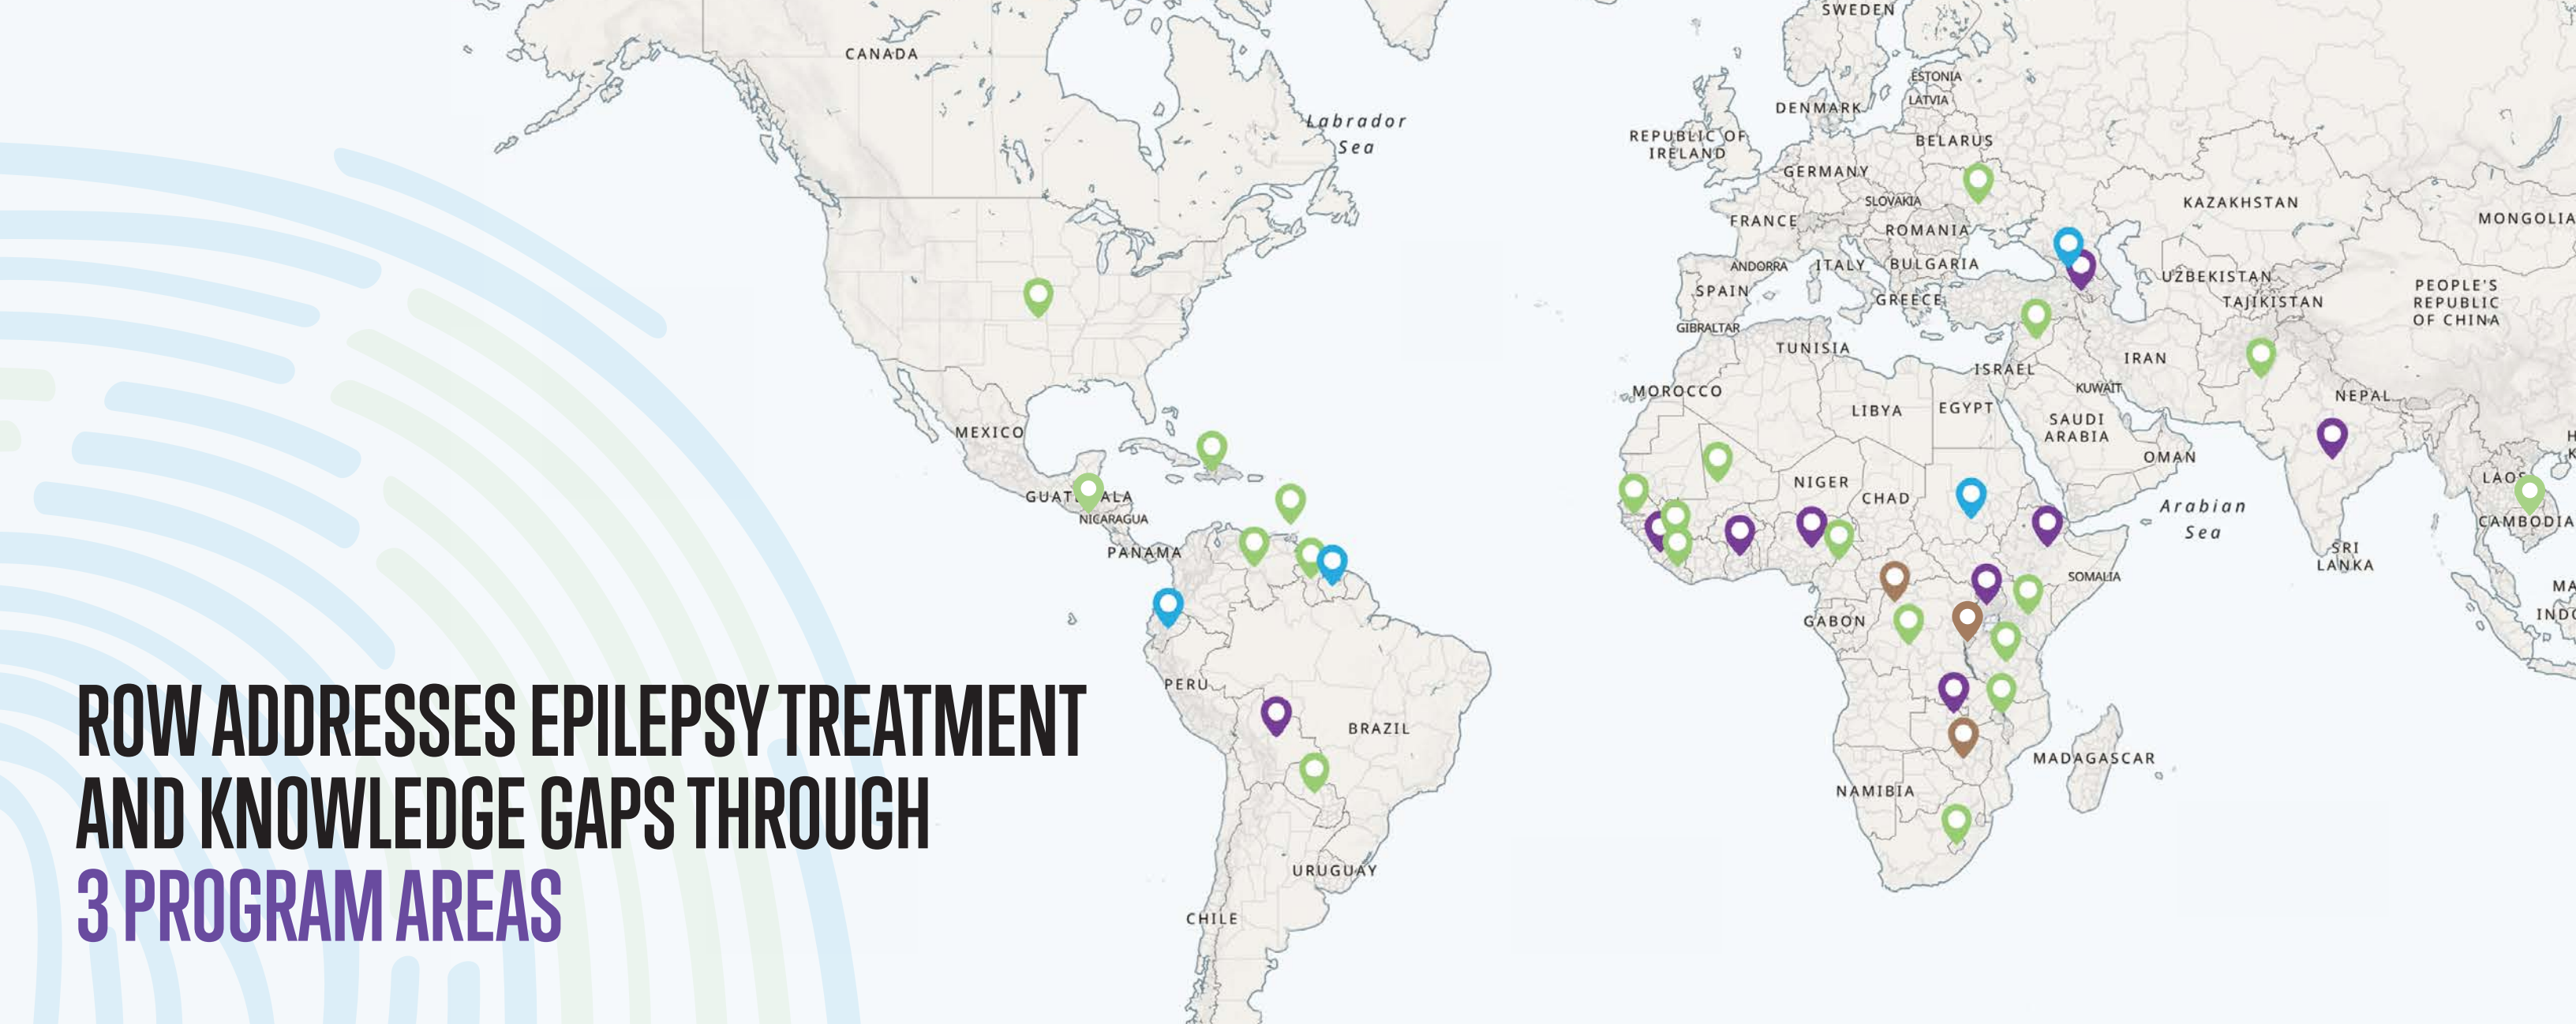 SWEDEN
CANADA
ESTONIA
LATVIA
DENMARK
Labrador
Sea
REPUBLIC OF
IRELAND
BELARUS
GERMANY
SLOVAKIA
KAZAKHSTAN
MONGOLIA
FRANCE
ROMANIA
ANDORRA
ITALY
BULGARIA
UZBEKISTAN
SPAIN
GREECE
TAJIKISTAN
PEOPLE'S
REPUBLIC
OF CHINA
GIBRALTAR
TUNISIA
ISRAEL
IRAN
MOROCCO
KUWAIT
NEPAL
LIBYA
EGYPT
SAUDI
ARABIA
MEXICO
OMAN
NIGER
CHAD
LAOS
GUATEMALA
NICARAGUA
Arabian
Sea
CAMBODIA
PANAMA
SRI
LANKA
SOMALIA
GABON
PERU
BRAZIL
MADAGASCAR
NAMIBIA
URUGUAY
CHILE
ROW ADDRESSES EPILEPSY TREATMENT
AND KNOWLEDGE GAPS THROUGH
3 PROGRAM AREAS